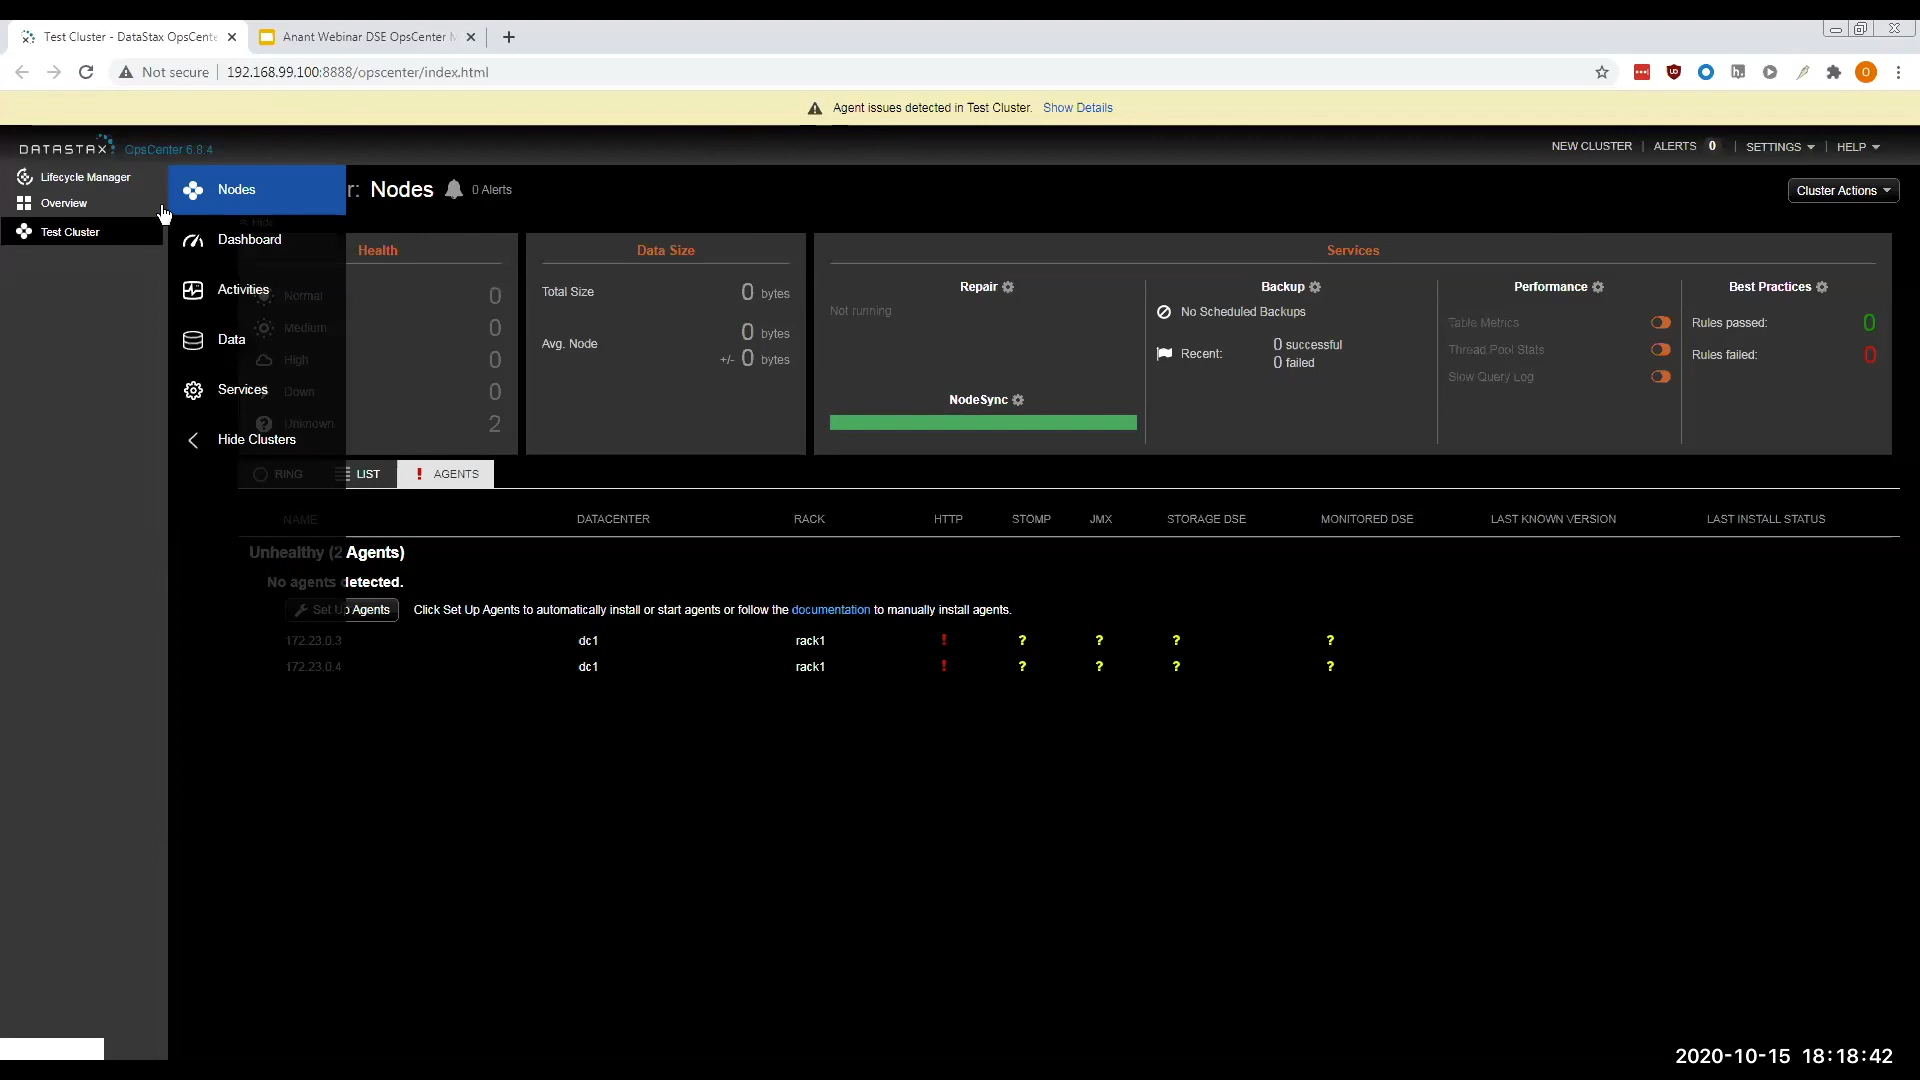 Test Cluster - DataStax OpsCente
Anant Webinar DSE OpsCenter
Not secure
192.168.99.100:8888/opscenter/index.html
Agent issues detected in Test Cluster. Show Details
DATASTAX OpsCenter 6.8.4
NEW CLUSTER
ALERTS 0
SETTINGS
HELP
Lifecycle Manager
Overview
Test Cluster
Nodes
Dashboard
Activities
Data
Services
Hide Clusters
r: Nodes
0 Alerts
Cluster Actions
Hide
Health
Normal 0
Medium 0
High 0
Down 0
Unknown 2
Data Size
Total Size 0 bytes
Avg. Node 0 bytes
+/- 0 bytes
Services
Repair
Not running
NodeSync
Backup
No Scheduled Backups
Recent: 0 successful
0 failed
Performance
Table Metrics
Thread Pool Stats
Slow Query Log
Best Practices
Rules passed: 0
Rules failed: 0
RING
LIST
! AGENTS
NAME DATACENTER RACK HTTP STOMP JMX STORAGE DSE MONITORED DSE LAST KNOWN VERSION LAST INSTALL STATUS
Unhealthy (2 Agents)
No agents detected.
Set Up Agents
Click Set Up Agents to automatically install or start agents or follow the documentation to manually install agents.
172.23.0.3 dc1 rack1 ! ? ? ? ?
172.23.0.4 dc1 rack1 ! ? ? ? ?
2020-10-15 18:18:42